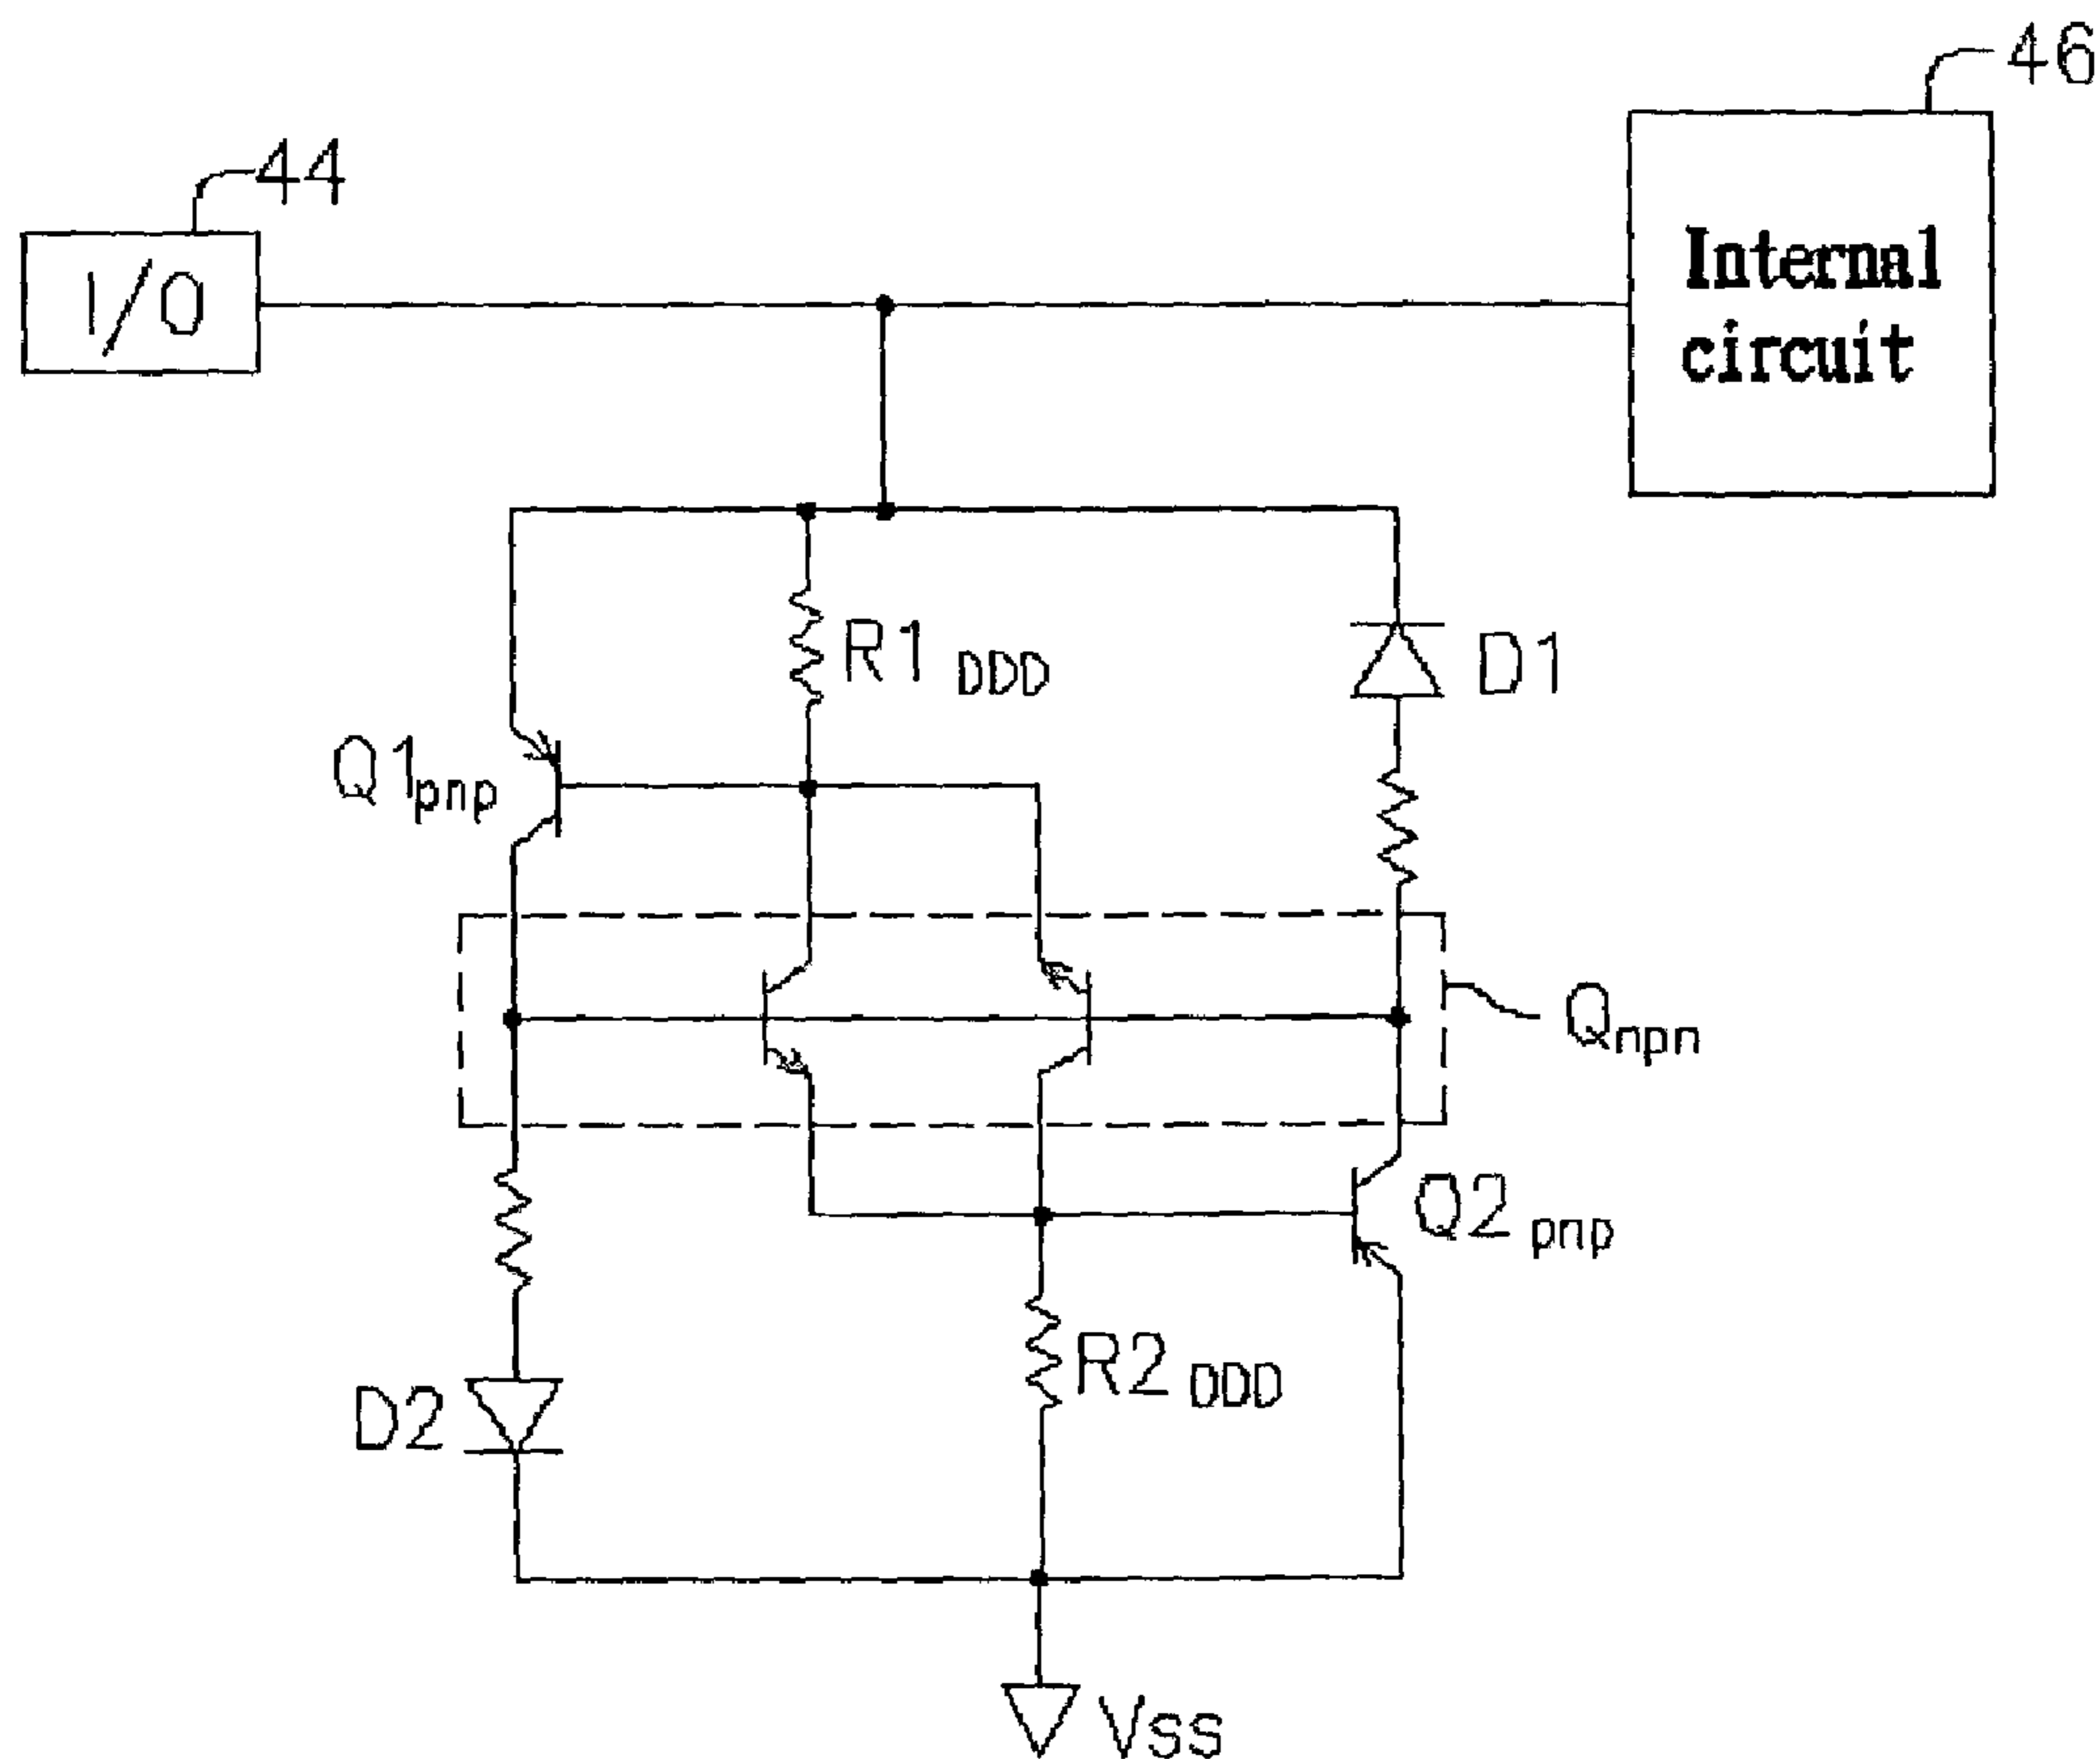 46
44
I/O
Internal
circuit
R1 DDD
D1
Q1pnp
Qnpn
Q2 pnp
R2 DDD
D2
Vss